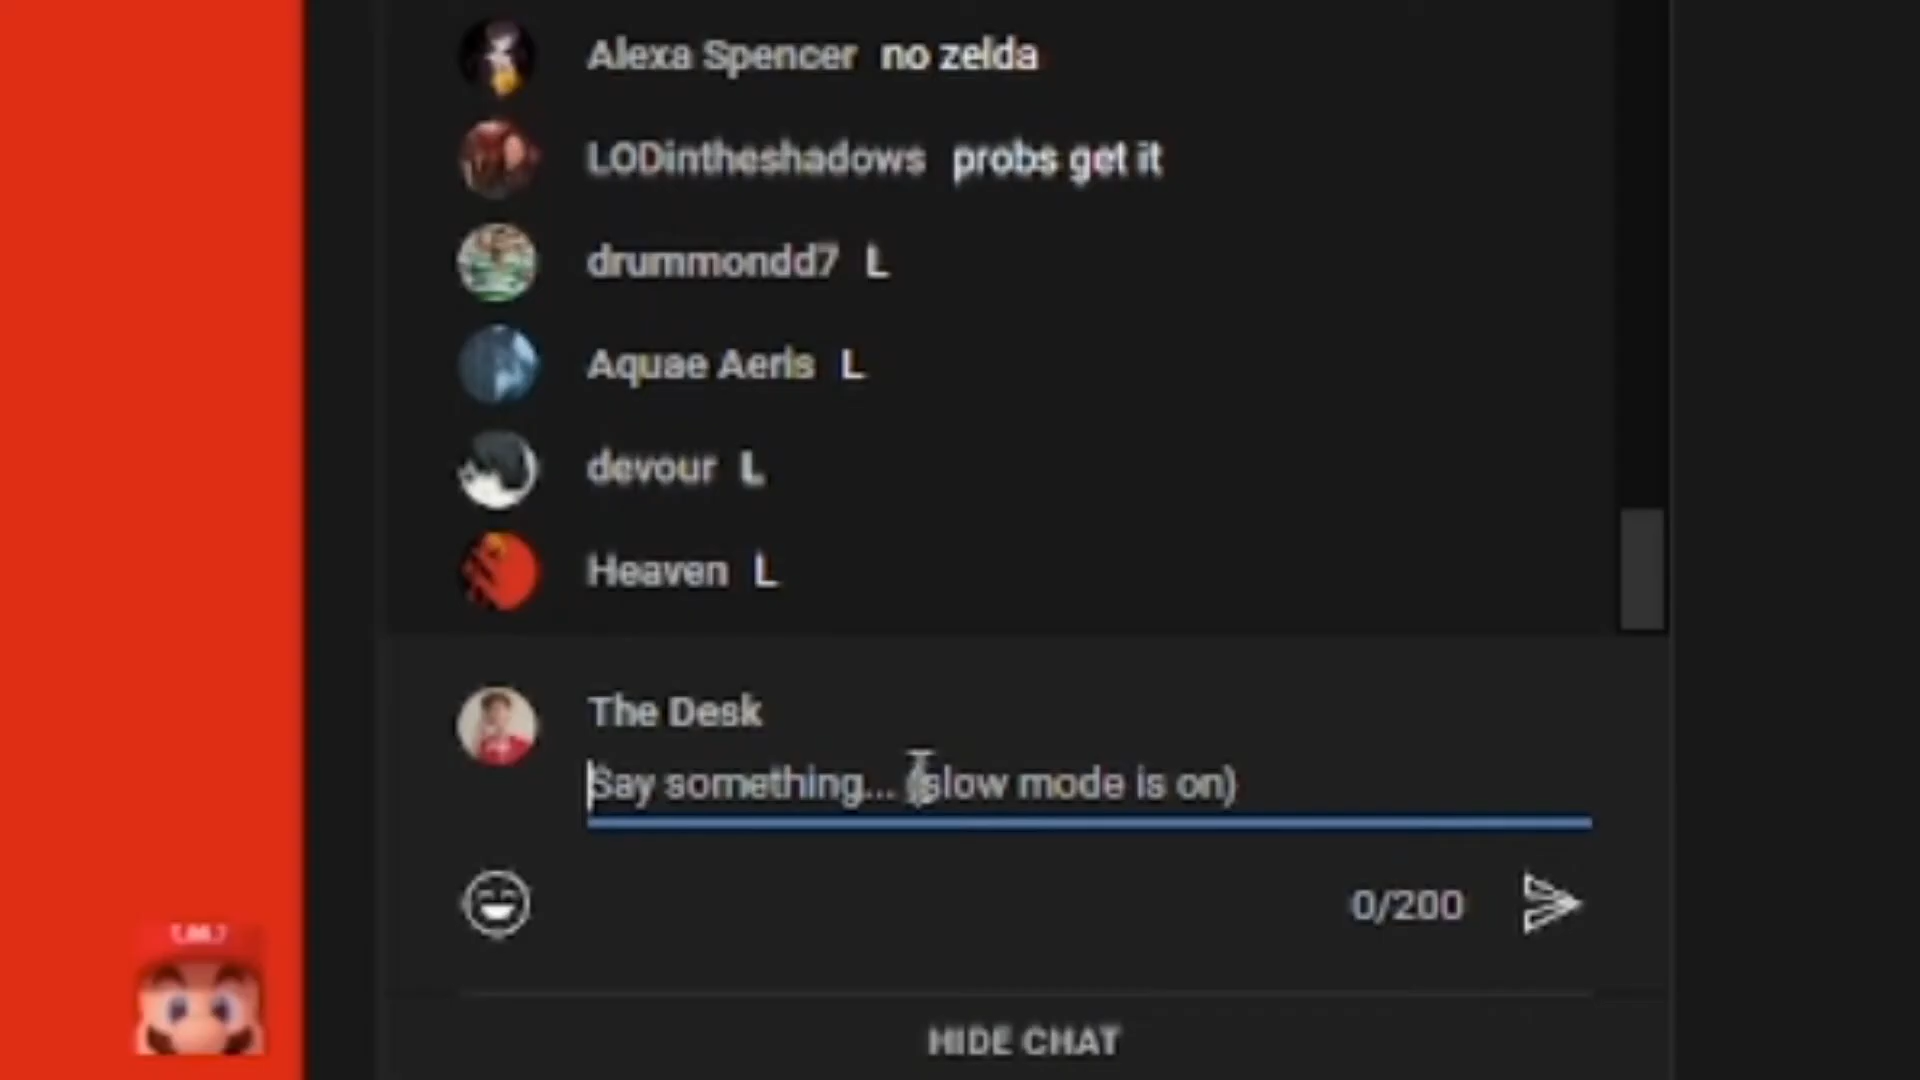 Alexa Spencer no zelda
LODintheshadows probs get it
drummondd7 L
Aquae Aeris L
devour L
Heaven L
The Desk
Say something... (slow mode is on)
0/200
HIDE CHAT